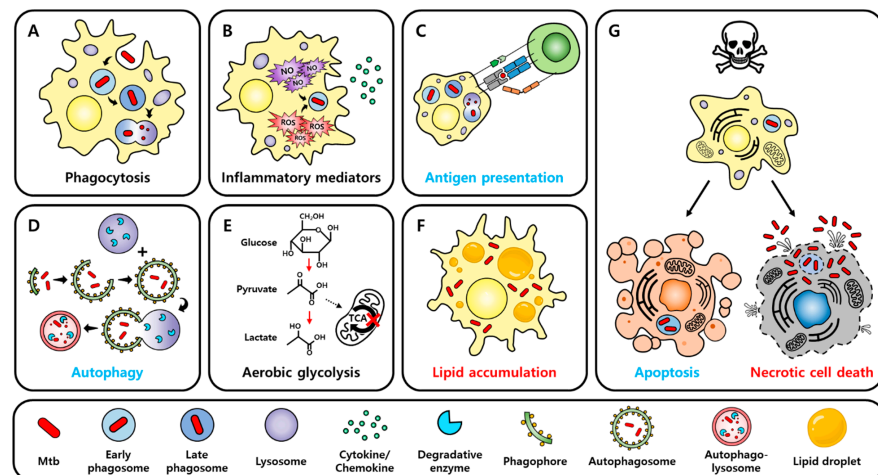 A
Phagocytosis
B
NO
NO
NO
ROS
ROS
ROS
Inflammatory mediators
C
Antigen presentation
D
+
Autophagy
E
Glucose
CH₂OH
O
H
H
H
OH
H
HO
OH
H
OH
Pyruvate
O
OH
O
TCA
Lactate
OH
OH
O
Aerobic glycolysis
F
Lipid accumulation
G
Apoptosis
Necrotic cell death
Mtb
Early
phagosome
Late
phagosome
Lysosome
Cytokine/
Chemokine
Degradative
enzyme
Phagophore
Autophagosome
Autophago-
lysosome
Lipid droplet